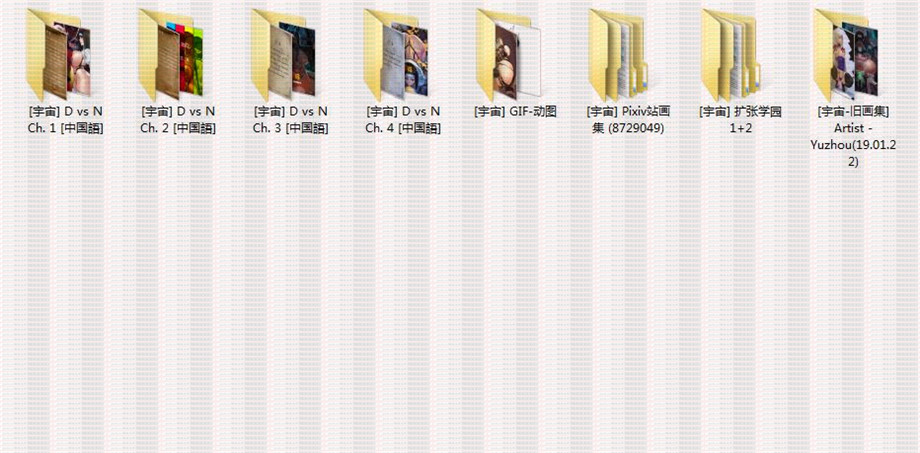 [宇宙] D vs N
Ch. 1 [中国語]
[宇宙] D vs N
Ch. 2 [中国語]
[宇宙] D vs N
Ch. 3 [中国語]
[宇宙] D vs N
Ch. 4 [中国語]
[宇宙] GIF-动图
[宇宙] Pixiv站画
集 (8729049)
[宇宙] 扩张学园
1+2
[宇宙-旧画集]
Artist -
Yuzhou(19.01.2
2)